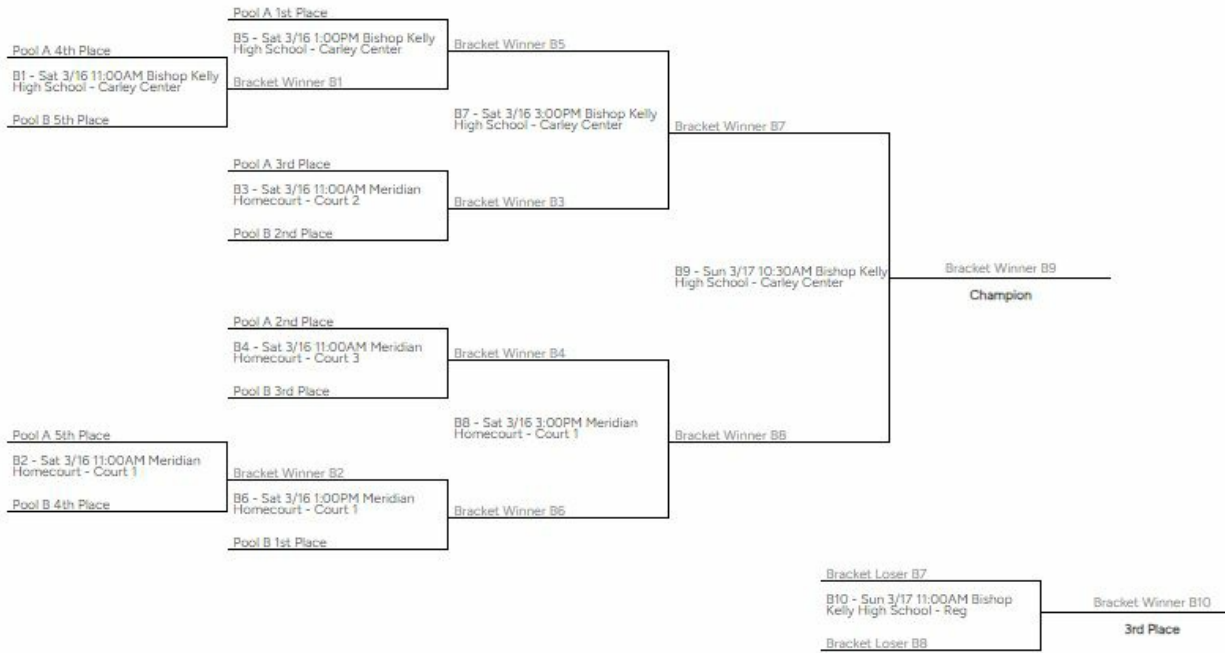 Pool A 1st Place
B5 - Sat 3/16 1:00PM Bishop Kelly
High School - Carley Center
Bracket Winner B5
Pool A 4th Place
B1 - Sat 3/16 11:00AM Bishop Kelly
High School - Carley Center
Bracket Winner B1
Pool B 5th Place
B7 - Sat 3/16 3:00PM Bishop Kelly
High School - Carley Center
Bracket Winner B7
Pool A 3rd Place
B3 - Sat 3/16 11:00AM Meridian
Homecourt - Court 2
Bracket Winner B3
Pool B 2nd Place
B9 - Sun 3/17 10:30AM Bishop Kelly
High School - Carley Center
Bracket Winner B9
Champion
Pool A 2nd Place
B4 - Sat 3/16 11:00AM Meridian
Homecourt - Court 3
Bracket Winner B4
Pool B 3rd Place
B8 - Sat 3/16 3:00PM Meridian
Homecourt - Court 1
Bracket Winner B8
Pool A 5th Place
B2 - Sat 3/16 11:00AM Meridian
Homecourt - Court 1
Bracket Winner B2
Pool B 4th Place
B6 - Sat 3/16 1:00PM Meridian
Homecourt - Court 1
Bracket Winner B6
Pool B 1st Place
Bracket Loser B7
B10 - Sun 3/17 11:00AM Bishop
Kelly High School - Reg
Bracket Winner B10
3rd Place
Bracket Loser B8